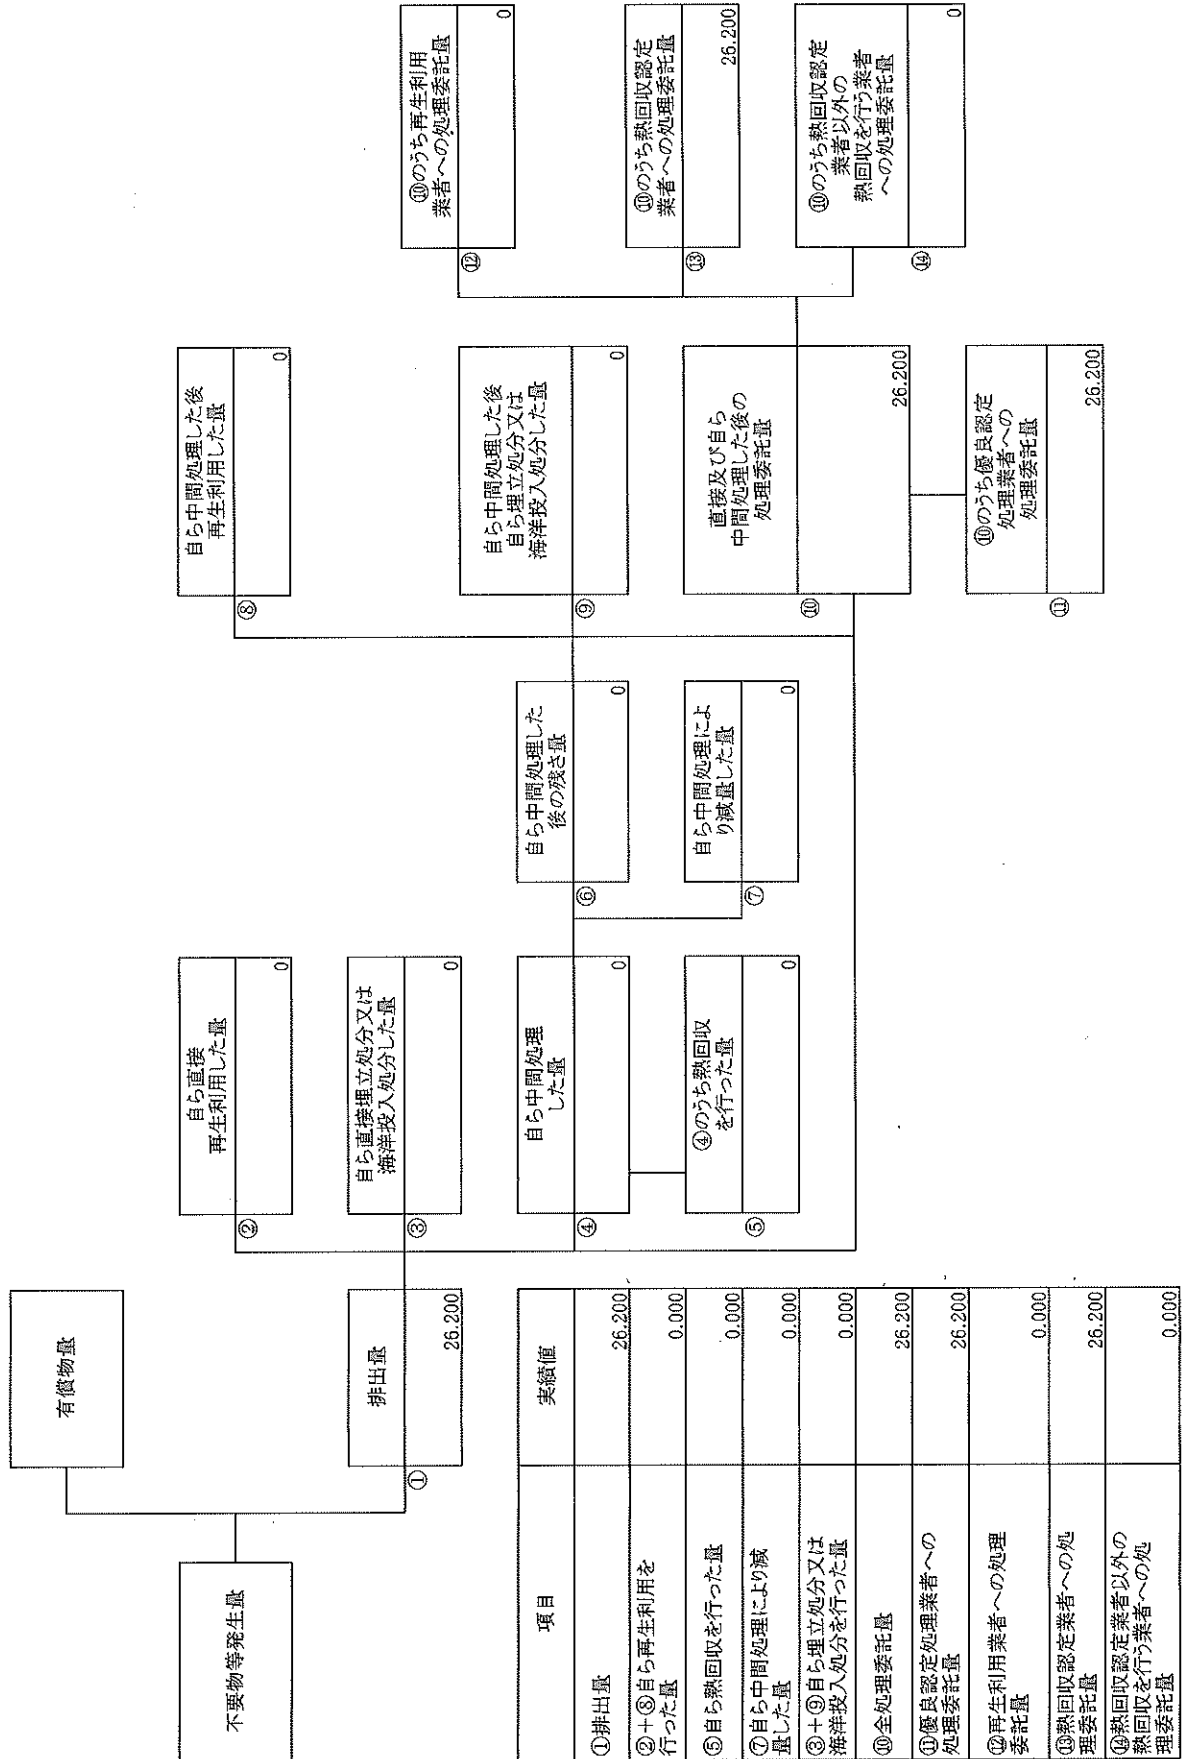 不要物等発生量
有償物量
①
排出量
26.200
②
自ら直接
再生利用した量
0
③
自ら直接埋立処分又は
海洋投入処分した量
0
④
自ら中間処理
した量
0
⑤
④のうち熱回収
を行った量
0
⑥
自ら中間処理した
後の残さ量
0
⑦
自ら中間処理によ
り減量した量
0
⑧
自ら中間処理した後
再生利用した量
0
⑨
自ら中間処理した後
自ら埋立処分又は
海洋投入処分した量
0
⑩
直接及び自ら
中間処理した後の
処理委託量
26.200
⑪
⑩のうち優良認定
処理業者への
処理委託量
26.200
⑫
⑩のうち再生利用
業者への処理委託量
0
⑬
⑩のうち熱回収認定
業者への処理委託量
26.200
⑭
⑩のうち熱回収認定
業者以外の
熱回収を行う業者
への処理委託量
0
項目 実績値
①排出量 26.200
②+⑧自ら再生利用を
行った量 0.000
⑤自ら熱回収を行った量 0.000
⑦自ら中間処理により減
量した量 0.000
③+⑨自ら埋立処分又は
海洋投入処分を行った量 0.000
⑩全処理委託量 26.200
⑪優良認定処理業者への
処理委託量 26.200
⑫再生利用業者への処理
委託量 0.000
⑬熱回収認定業者への処
理委託量 26.200
⑭熱回収認定業者以外の
熱回収を行う業者への処
理委託量 0.000